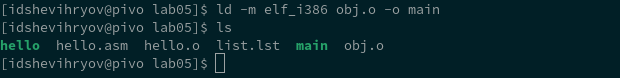 [idshevihryov@pivo lab05]$ ld -m elf_i386 obj.o -o main
[idshevihryov@pivo lab05]$ ls
hello  hello.asm  hello.o  list.lst  main  obj.o
[idshevihryov@pivo lab05]$